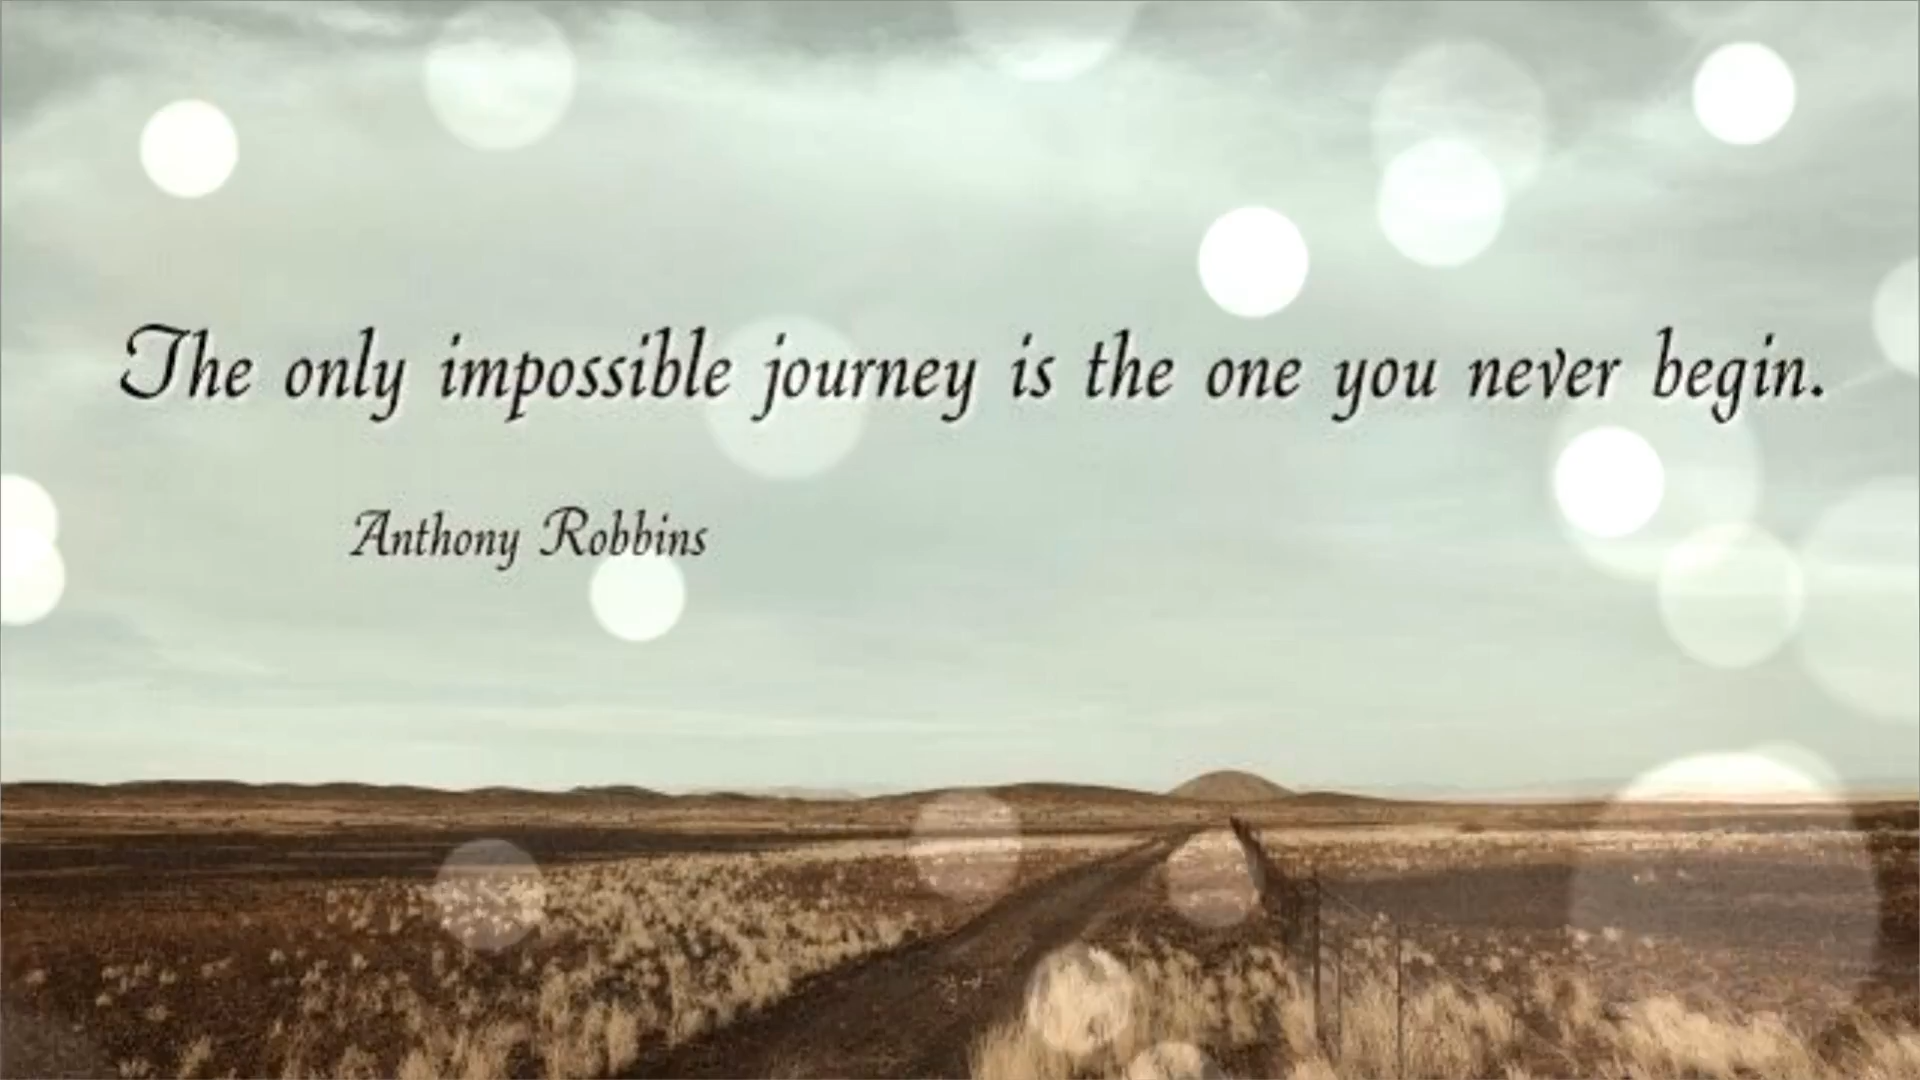 The only impossible journey is the one you never begin.
Anthony Robbins